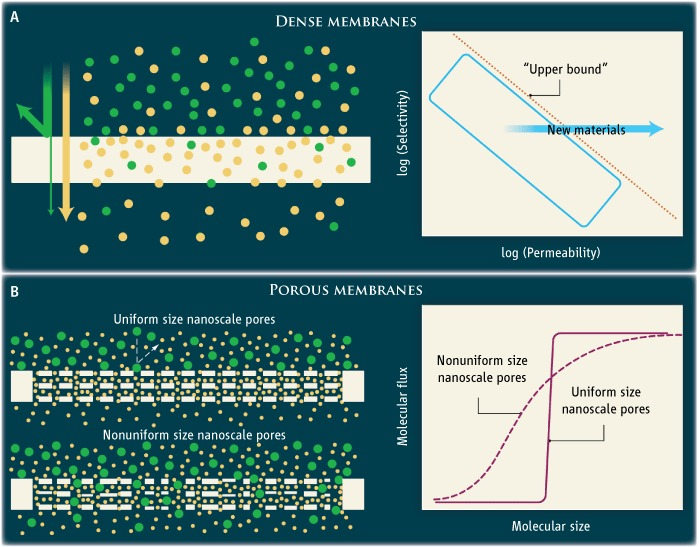 A
DENSE MEMBRANES
"Upper bound"
New materials
log (Selectivity)
log (Permeability)
B
POROUS MEMBRANES
Uniform size nanoscale pores
Nonuniform size nanoscale pores
Molecular flux
Nonuniform size
nanoscale pores
Uniform size
nanoscale pores
Molecular size